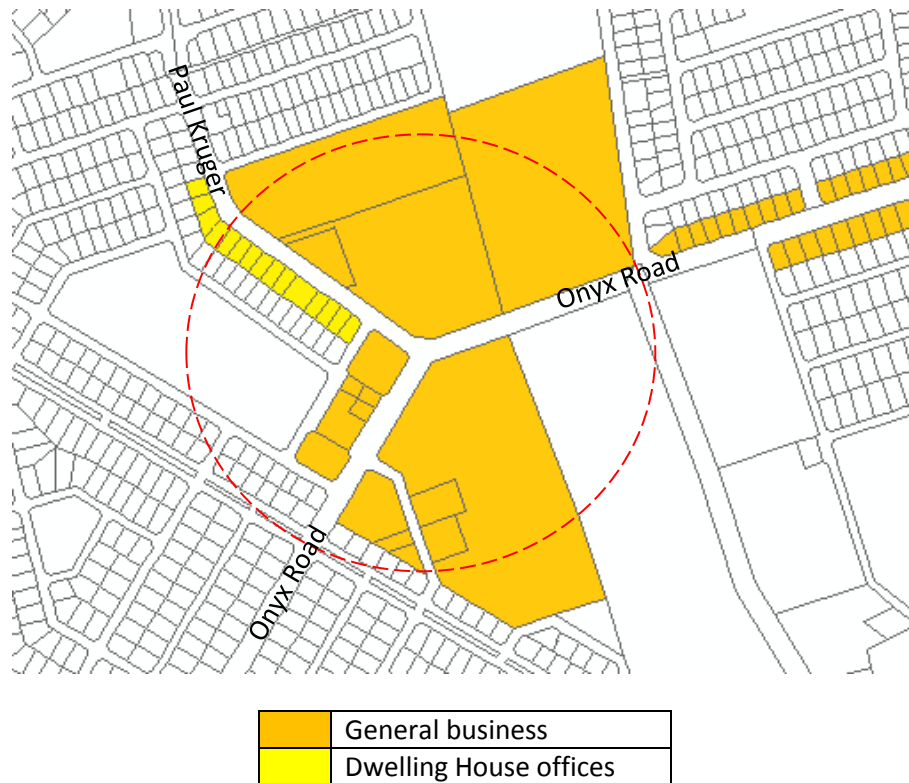 Paul Kruger
Onyx Road
Onyx Road
General business
Dwelling House offices